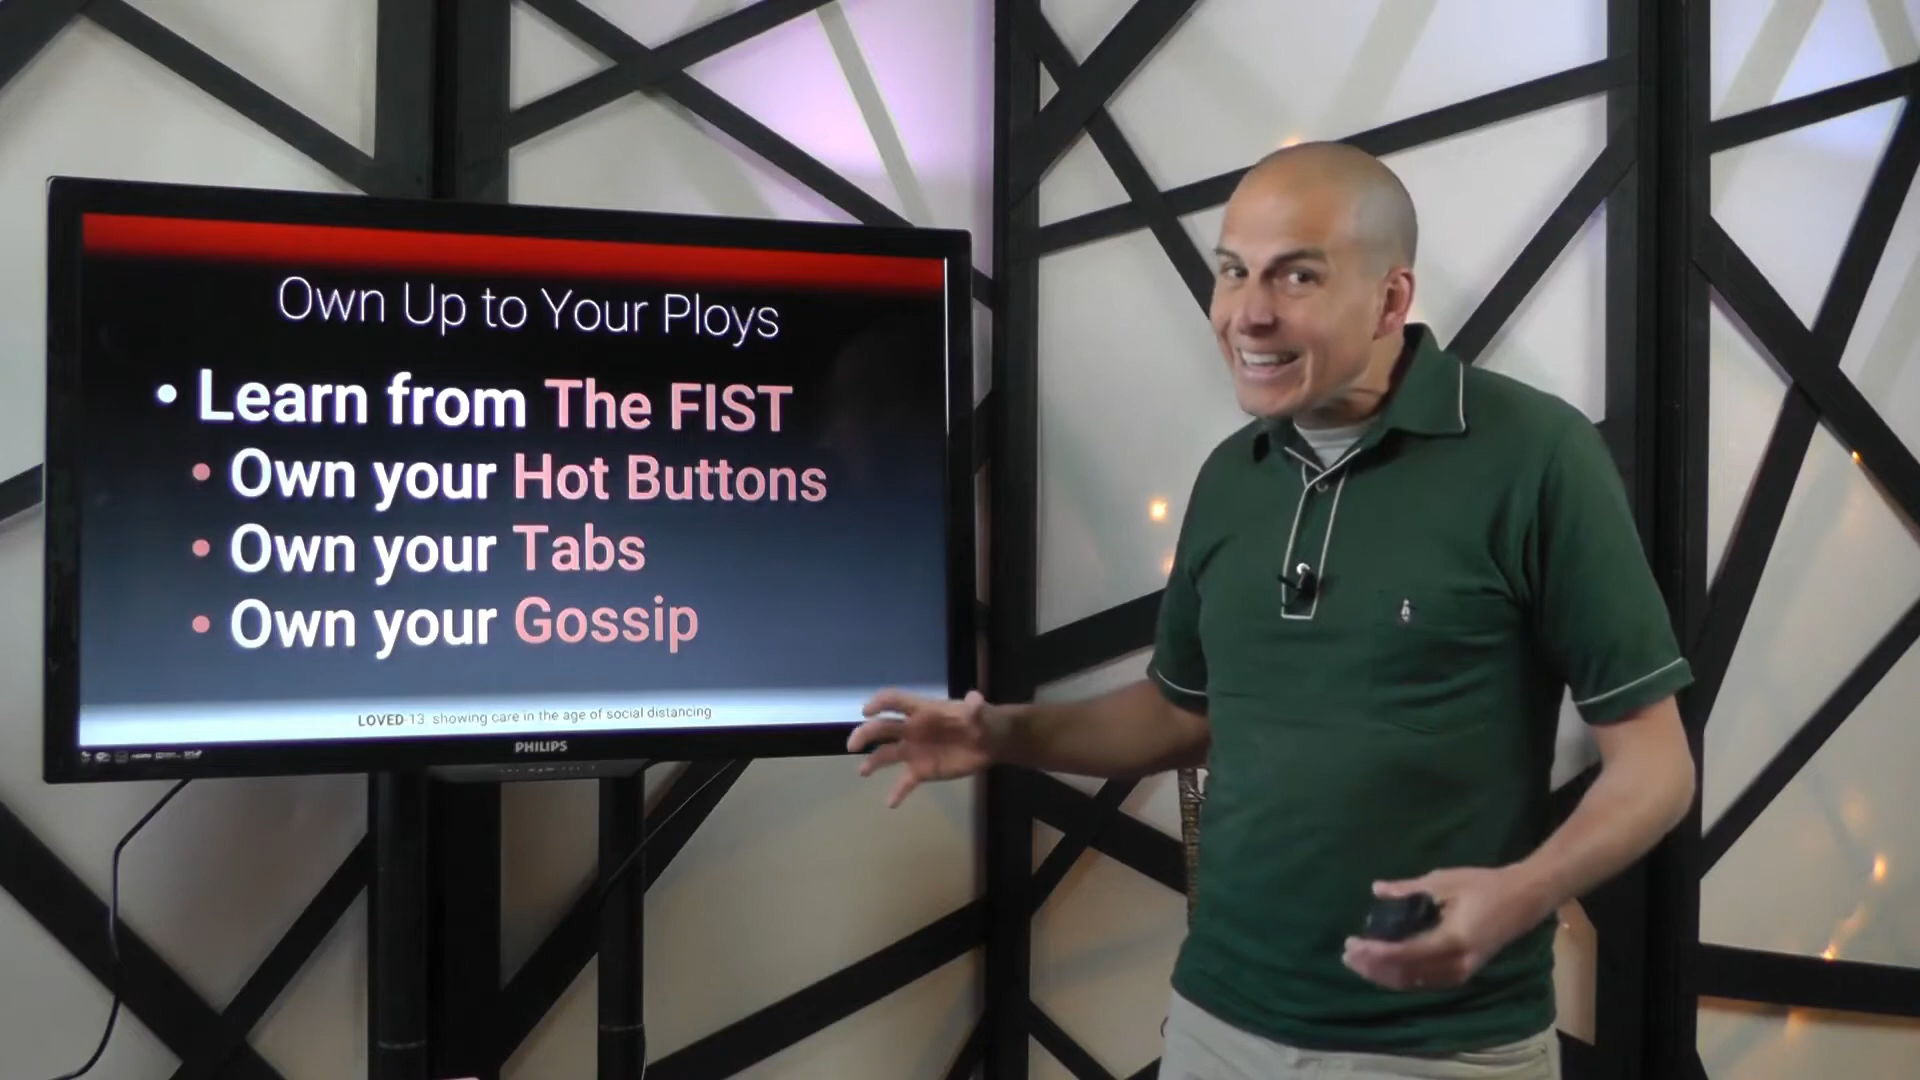 Own Up to Your Ploys
• Learn from The FIST
• Own your Hot Buttons
• Own your Tabs
• Own your Gossip
LOVED-13 showing care in the age of social distancing
PHILIPS